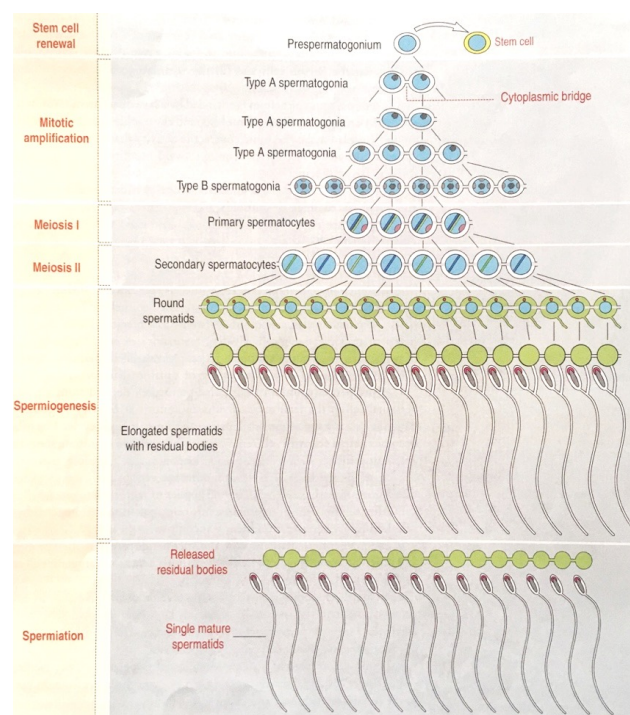 Stem cell
renewal
Prespermatogonium
Stem cell
Type A spermatogonia
Cytoplasmic bridge
Mitotic
amplification
Type A spermatogonia
Type A spermatogonia
Type B spermatogonia
Meiosis I
Primary spermatocytes
Meiosis II
Secondary spermatocytes
Round
spermatids
Spermiogenesis
Elongated spermatids
with residual bodies
Released
residual bodies
Spermiation
Single mature
spermatids